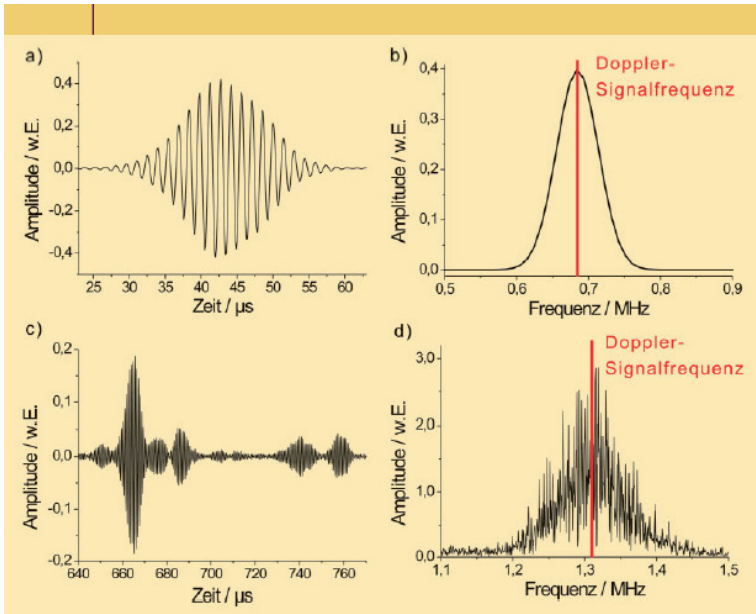 a)
Amplitude / w.E.
0,4
0,2
0,0
-0,2
-0,4
25 30 35 40 45 50 55 60
Zeit / µs
b)
Doppler-
Signalfrequenz
Amplitude / w.E.
0,4
0,3
0,2
0,1
0,0
0,5 0,6 0,7 0,8 0,9
Frequenz / MHz
c)
Amplitude / w.E.
0,2
0,1
0,0
-0,1
-0,2
640 660 680 700 720 740 760
Zeit / µs
d)
Doppler-
Signalfrequenz
Amplitude / w.E.
3,0
2,0
1,0
0,0
1,1 1,2 1,3 1,4 1,5
Frequenz / MHz